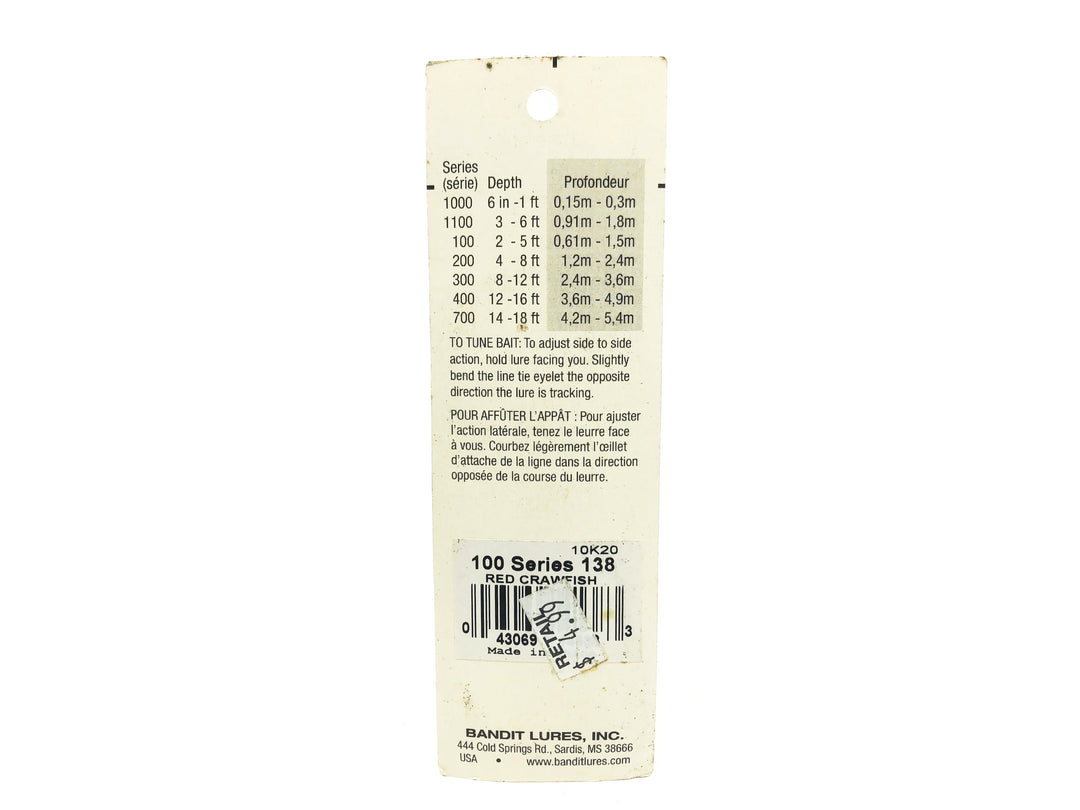 Series
(série) Depth Profondeur
1000 6 in -1 ft 0,15m - 0,3m
1100 3 - 6 ft 0,91m - 1,8m
100 2 - 5 ft 0,61m - 1,5m
200 4 - 8 ft 1,2m - 2,4m
300 8 -12 ft 2,4m - 3,6m
400 12 -16 ft 3,6m - 4,9m
700 14 -18 ft 4,2m - 5,4m
TO TUNE BAIT: To adjust side to side
action, hold lure facing you. Slightly
bend the line tie eyelet the opposite
direction the lure is tracking.
POUR AFFÛTER L'APPÂT : Pour ajuster
l'action latérale, tenez le leurre face
à vous. Courbez légèrement l'œillet
d'attache de la ligne dans la direction
opposée de la course du leurre.
10K20
100 Series 138
RED CRAWFISH
0 43069 3
Made in
RETAIL
$ 4.99
BANDIT LURES, INC.
444 Cold Springs Rd., Sardis, MS 38666
USA • www.banditlures.com